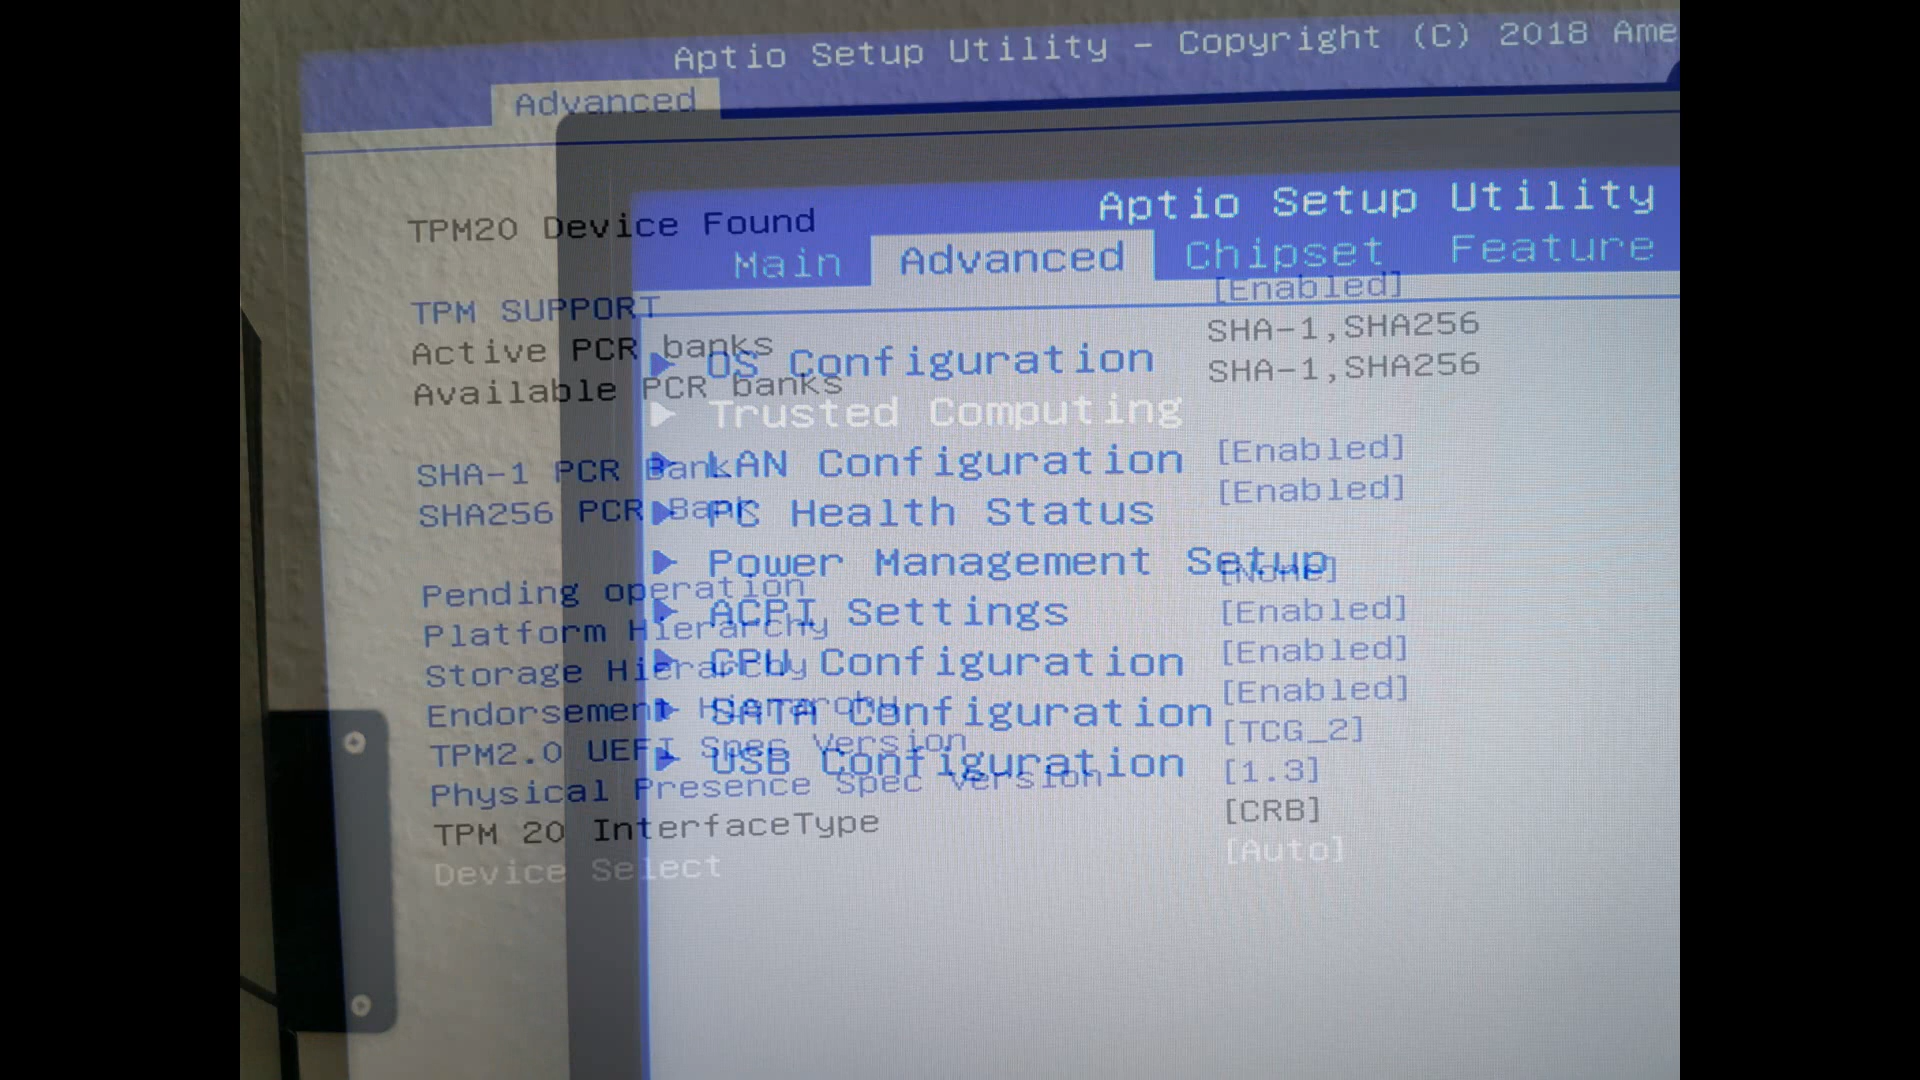 Aptio Setup Utility – Copyright (C) 2018 Ame
Advanced
TPM20 Device Found
TPM SUPPORT [Enabled]
Active PCR banks SHA-1,SHA256
Available PCR banks SHA-1,SHA256
SHA-1 PCR Bank [Enabled]
SHA256 PCR Bank [Enabled]
Pending operation [None]
Platform Hierarchy [Enabled]
Storage Hierarchy [Enabled]
Endorsement Hierarchy [Enabled]
TPM2.0 UEFI Spec Version [TCG_2]
Physical Presence Spec Version [1.3]
TPM 20 InterfaceType [CRB]
Device Select [Auto]
Aptio Setup Utility
Main Advanced Chipset Feature
OS Configuration
Trusted Computing
LAN Configuration
PC Health Status
Power Management Setup
ACPI Settings
CPU Configuration
SATA Configuration
USB Configuration